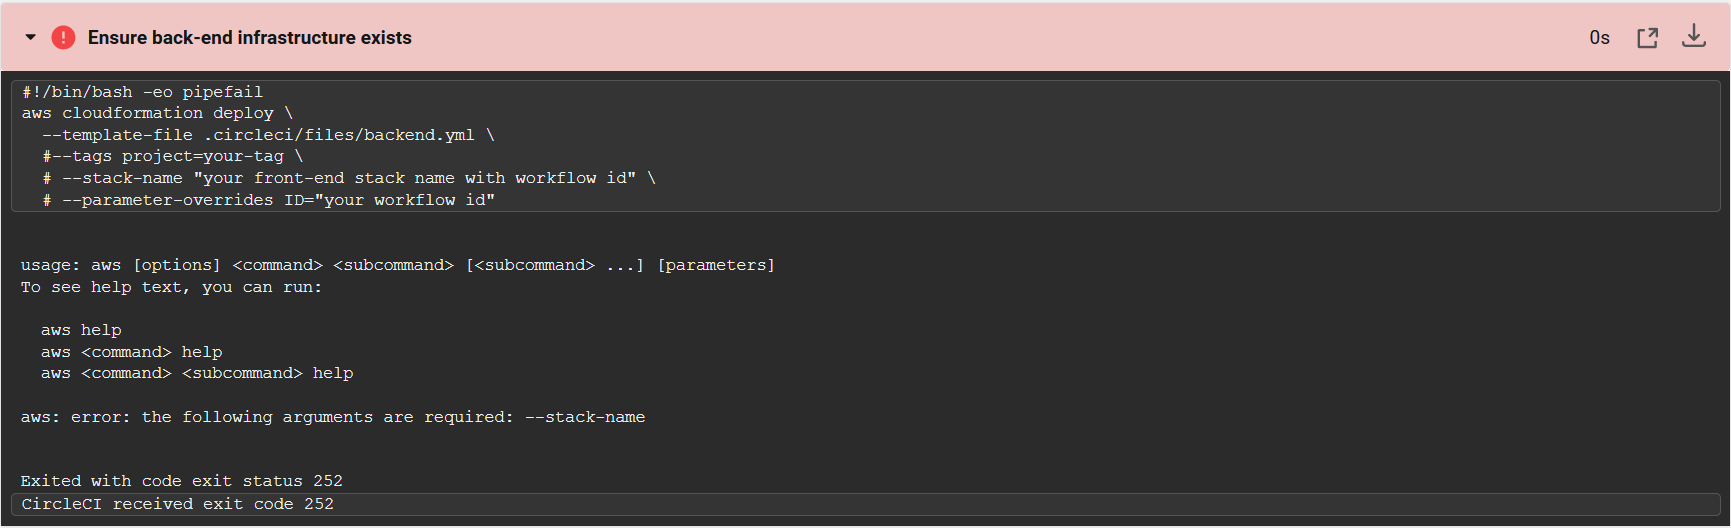 Ensure back-end infrastructure exists
0s
#!/bin/bash -eo pipefail
aws cloudformation deploy \
  --template-file .circleci/files/backend.yml \
  #--tags project=your-tag \
  # --stack-name "your front-end stack name with workflow id" \
  # --parameter-overrides ID="your workflow id"
usage: aws [options] <command> <subcommand> [<subcommand> ...] [parameters]
To see help text, you can run:
  aws help
  aws <command> help
  aws <command> <subcommand> help
aws: error: the following arguments are required: --stack-name
Exited with code exit status 252
CircleCI received exit code 252